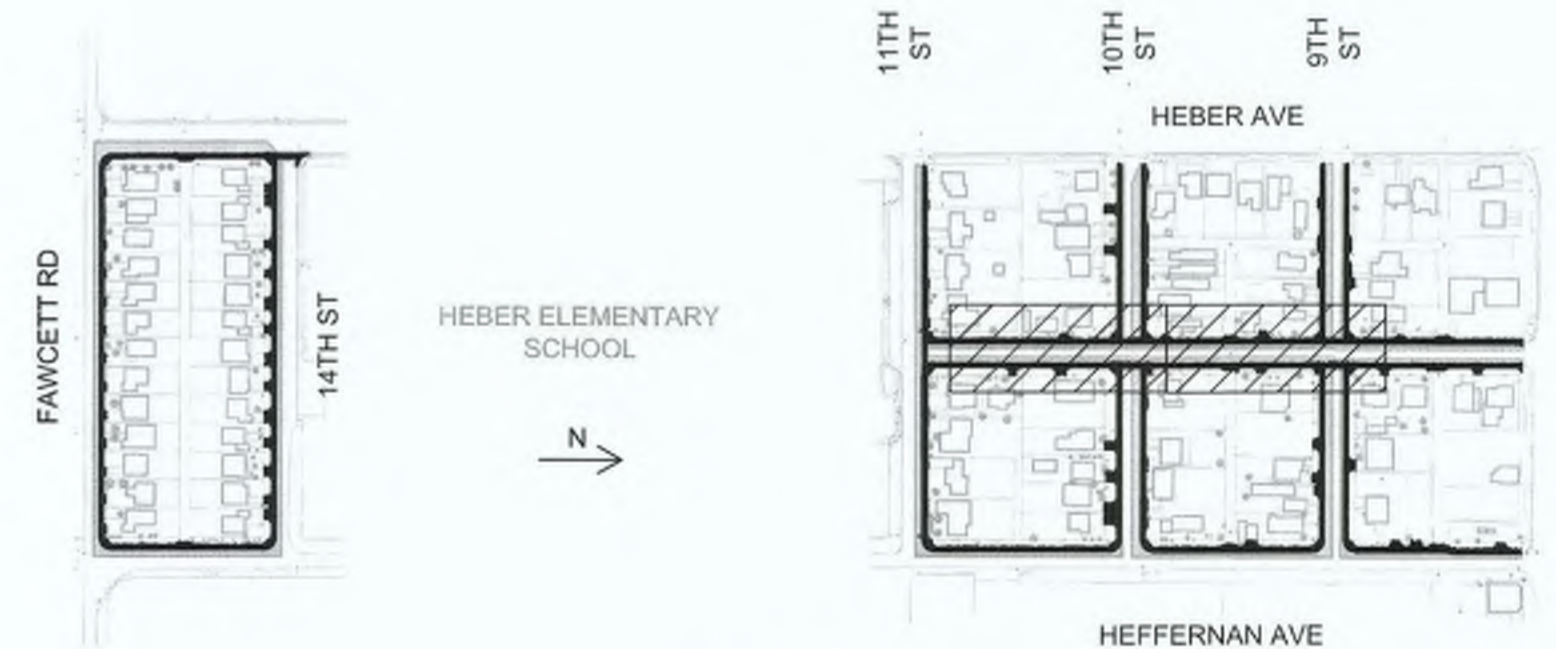 11TH
ST
10TH
ST
9TH
ST
HEBER AVE
FAWCETT RD
14TH ST
HEBER ELEMENTARY
SCHOOL
N
HEFFERNAN AVE